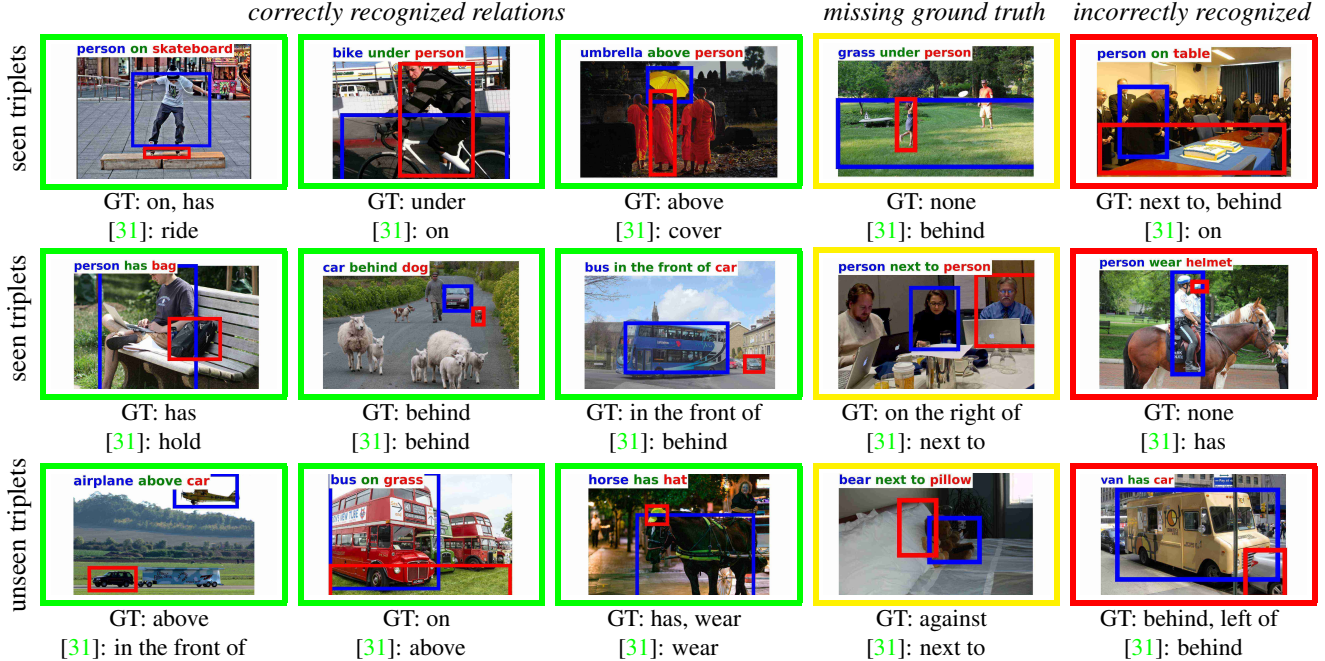 correctly recognized relations missing ground truth incorrectly recognized
seen triplets
person on skateboard
bike under person
umbrella above person
grass under person
person on table
GT: on, has
GT: under
GT: above
GT: none
GT: next to, behind
[31]: ride
[31]: on
[31]: cover
[31]: behind
[31]: on
seen triplets
person has bag
car behind dog
bus in the front of car
person next to person
person wear helmet
GT: has
GT: behind
GT: in the front of
GT: on the right of
GT: none
[31]: hold
[31]: behind
[31]: behind
[31]: next to
[31]: has
unseen triplets
airplane above car
bus on grass
horse has hat
bear next to pillow
van has car
GT: above
GT: on
GT: has, wear
GT: against
GT: behind, left of
[31]: in the front of
[31]: above
[31]: wear
[31]: next to
[31]: behind